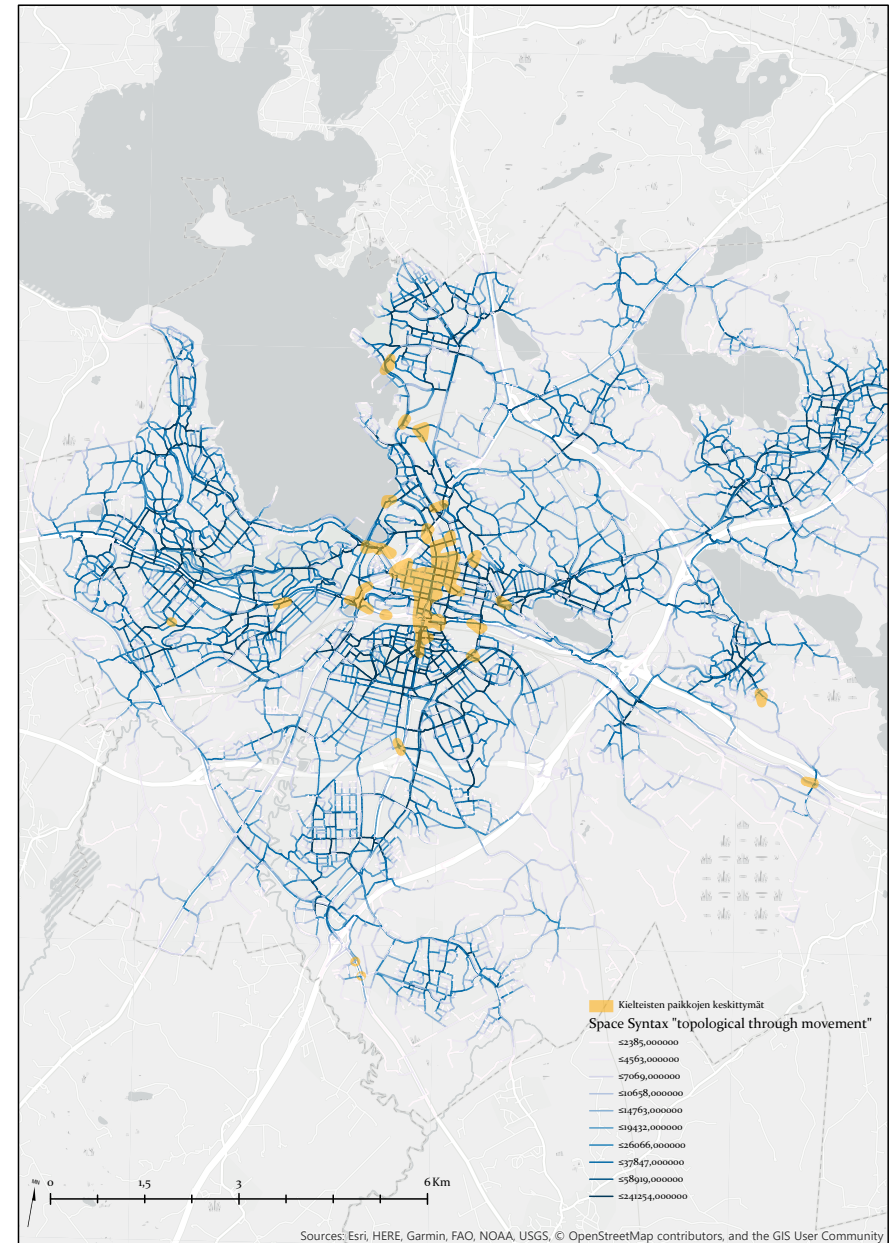 Kielteisten paikkojen keskittymät
Space Syntax "topological through movement"
≤2385,000000
≤4563,000000
≤7069,000000
≤10658,000000
≤14763,000000
≤19432,000000
≤26066,000000
≤37847,000000
≤58919,000000
≤241254,000000
MN
0 1,5 3 6 Km
Sources: Esri, HERE, Garmin, FAO, NOAA, USGS, © OpenStreetMap contributors, and the GIS User Community